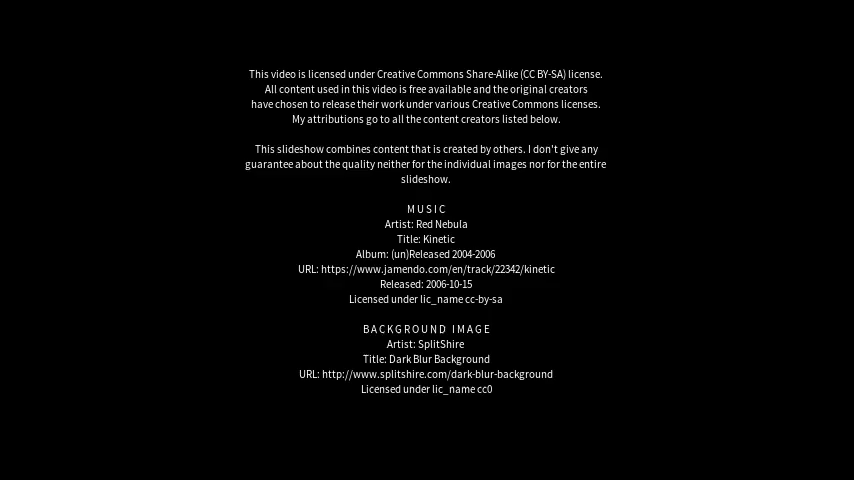 This video is licensed under Creative Commons Share-Alike (CC BY-SA) license.
All content used in this video is free available and the original creators
have chosen to release their work under various Creative Commons licenses.
My attributions go to all the content creators listed below.
This slideshow combines content that is created by others. I don't give any
guarantee about the quality neither for the individual images nor for the entire
slideshow.
MUSIC
Artist: Red Nebula
Title: Kinetic
Album: (un)Released 2004-2006
URL: https://www.jamendo.com/en/track/22342/kinetic
Released: 2006-10-15
Licensed under lic_name cc-by-sa
BACKGROUND IMAGE
Artist: SplitShire
Title: Dark Blur Background
URL: http://www.splitshire.com/dark-blur-background
Licensed under lic_name cc0